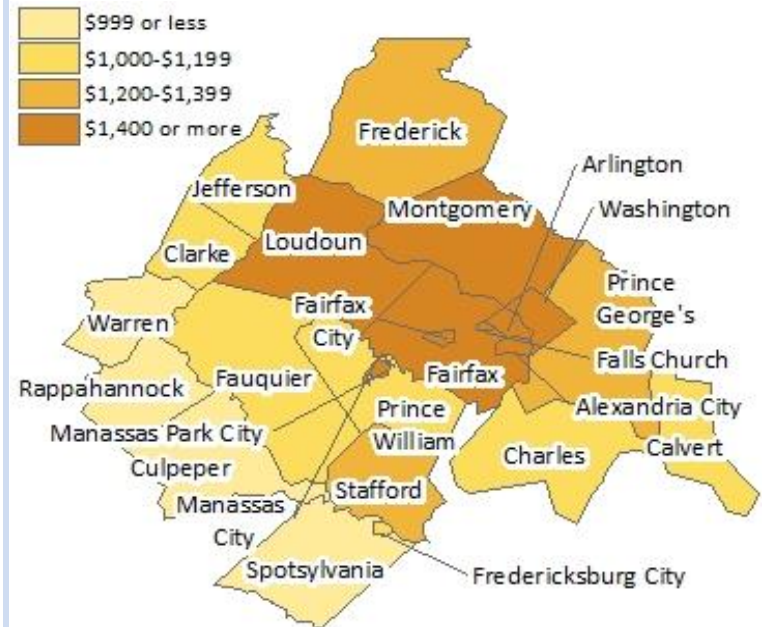 $999 or less
$1,000-$1,199
$1,200-$1,399
$1,400 or more
Frederick
Arlington
Jefferson
Montgomery
Washington
Loudoun
Clarke
Prince
George's
Fairfax
City
Warren
Falls Church
Fairfax
Fauquier
Rappahannock
Prince
William
Alexandria City
Manassas Park City
Charles
Calvert
Culpeper
Stafford
Manassas
City
Spotsylvania
Fredericksburg City